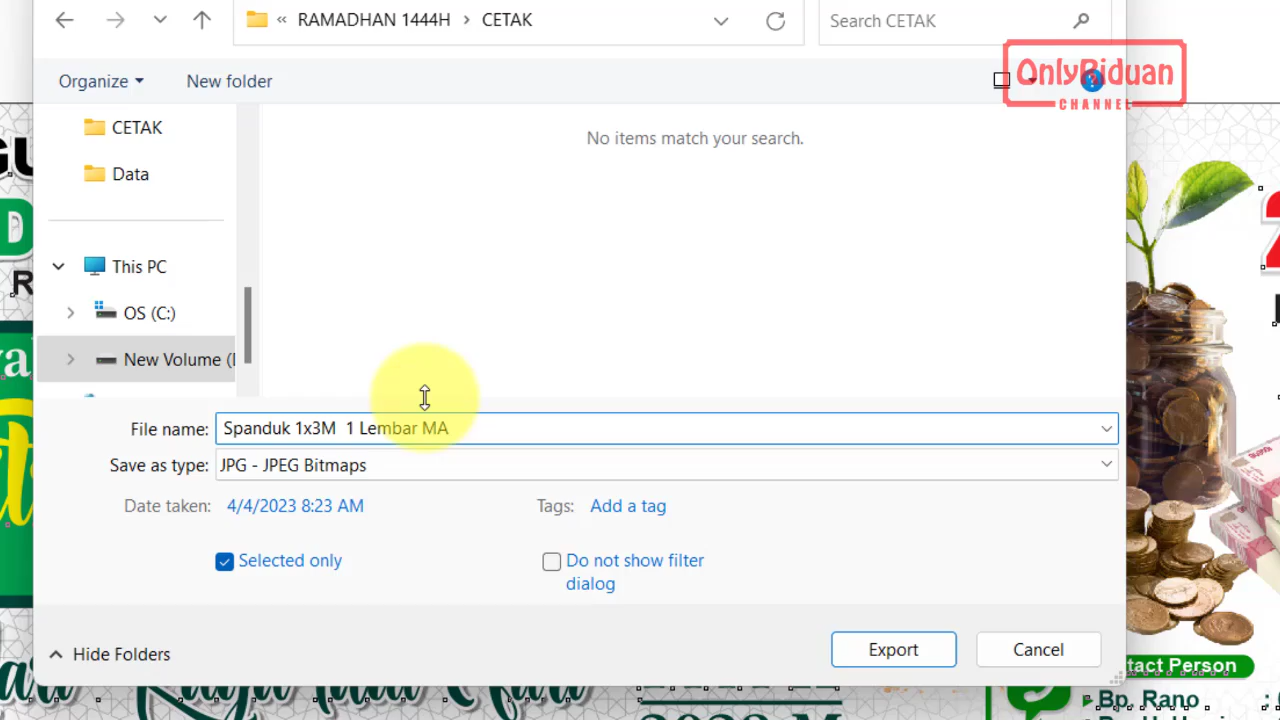 « RAMADHAN 1444H > CETAK
Search CETAK
OnlyBiduan
CHANNEL
Organize
New folder
CETAK
No items match your search.
Data
This PC
OS (C:)
New Volume (
File name: Spanduk 1x3M  1 Lembar MA
Save as type: JPG - JPEG Bitmaps
Date taken: 4/4/2023 8:23 AM
Tags: Add a tag
Selected only
Do not show filter
dialog
Hide Folders
Export
Cancel
tact Person
Bp. Rano